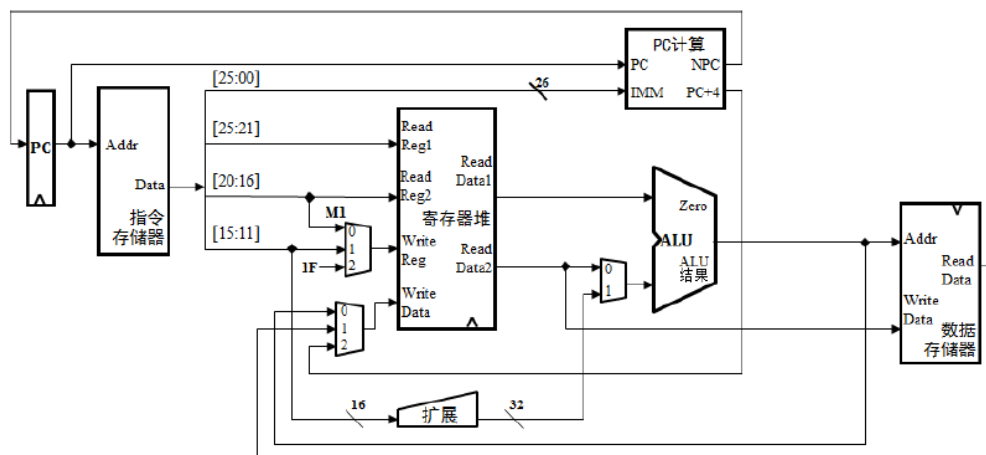 PC计算
PC NPC
IMM PC+4
[25:00]
26
[25:21]
[20:16]
[15:11]
PC
Addr
Data
指令
存储器
M1
0
1
2
1F
Read
Reg1
Read
Reg2
Write
Reg
Write
Data
Read
Data1
寄存器堆
Read
Data2
0
1
2
0
1
Zero
ALU
ALU
结果
Addr
Read
Data
Write
Data
数据
存储器
16
扩展
32